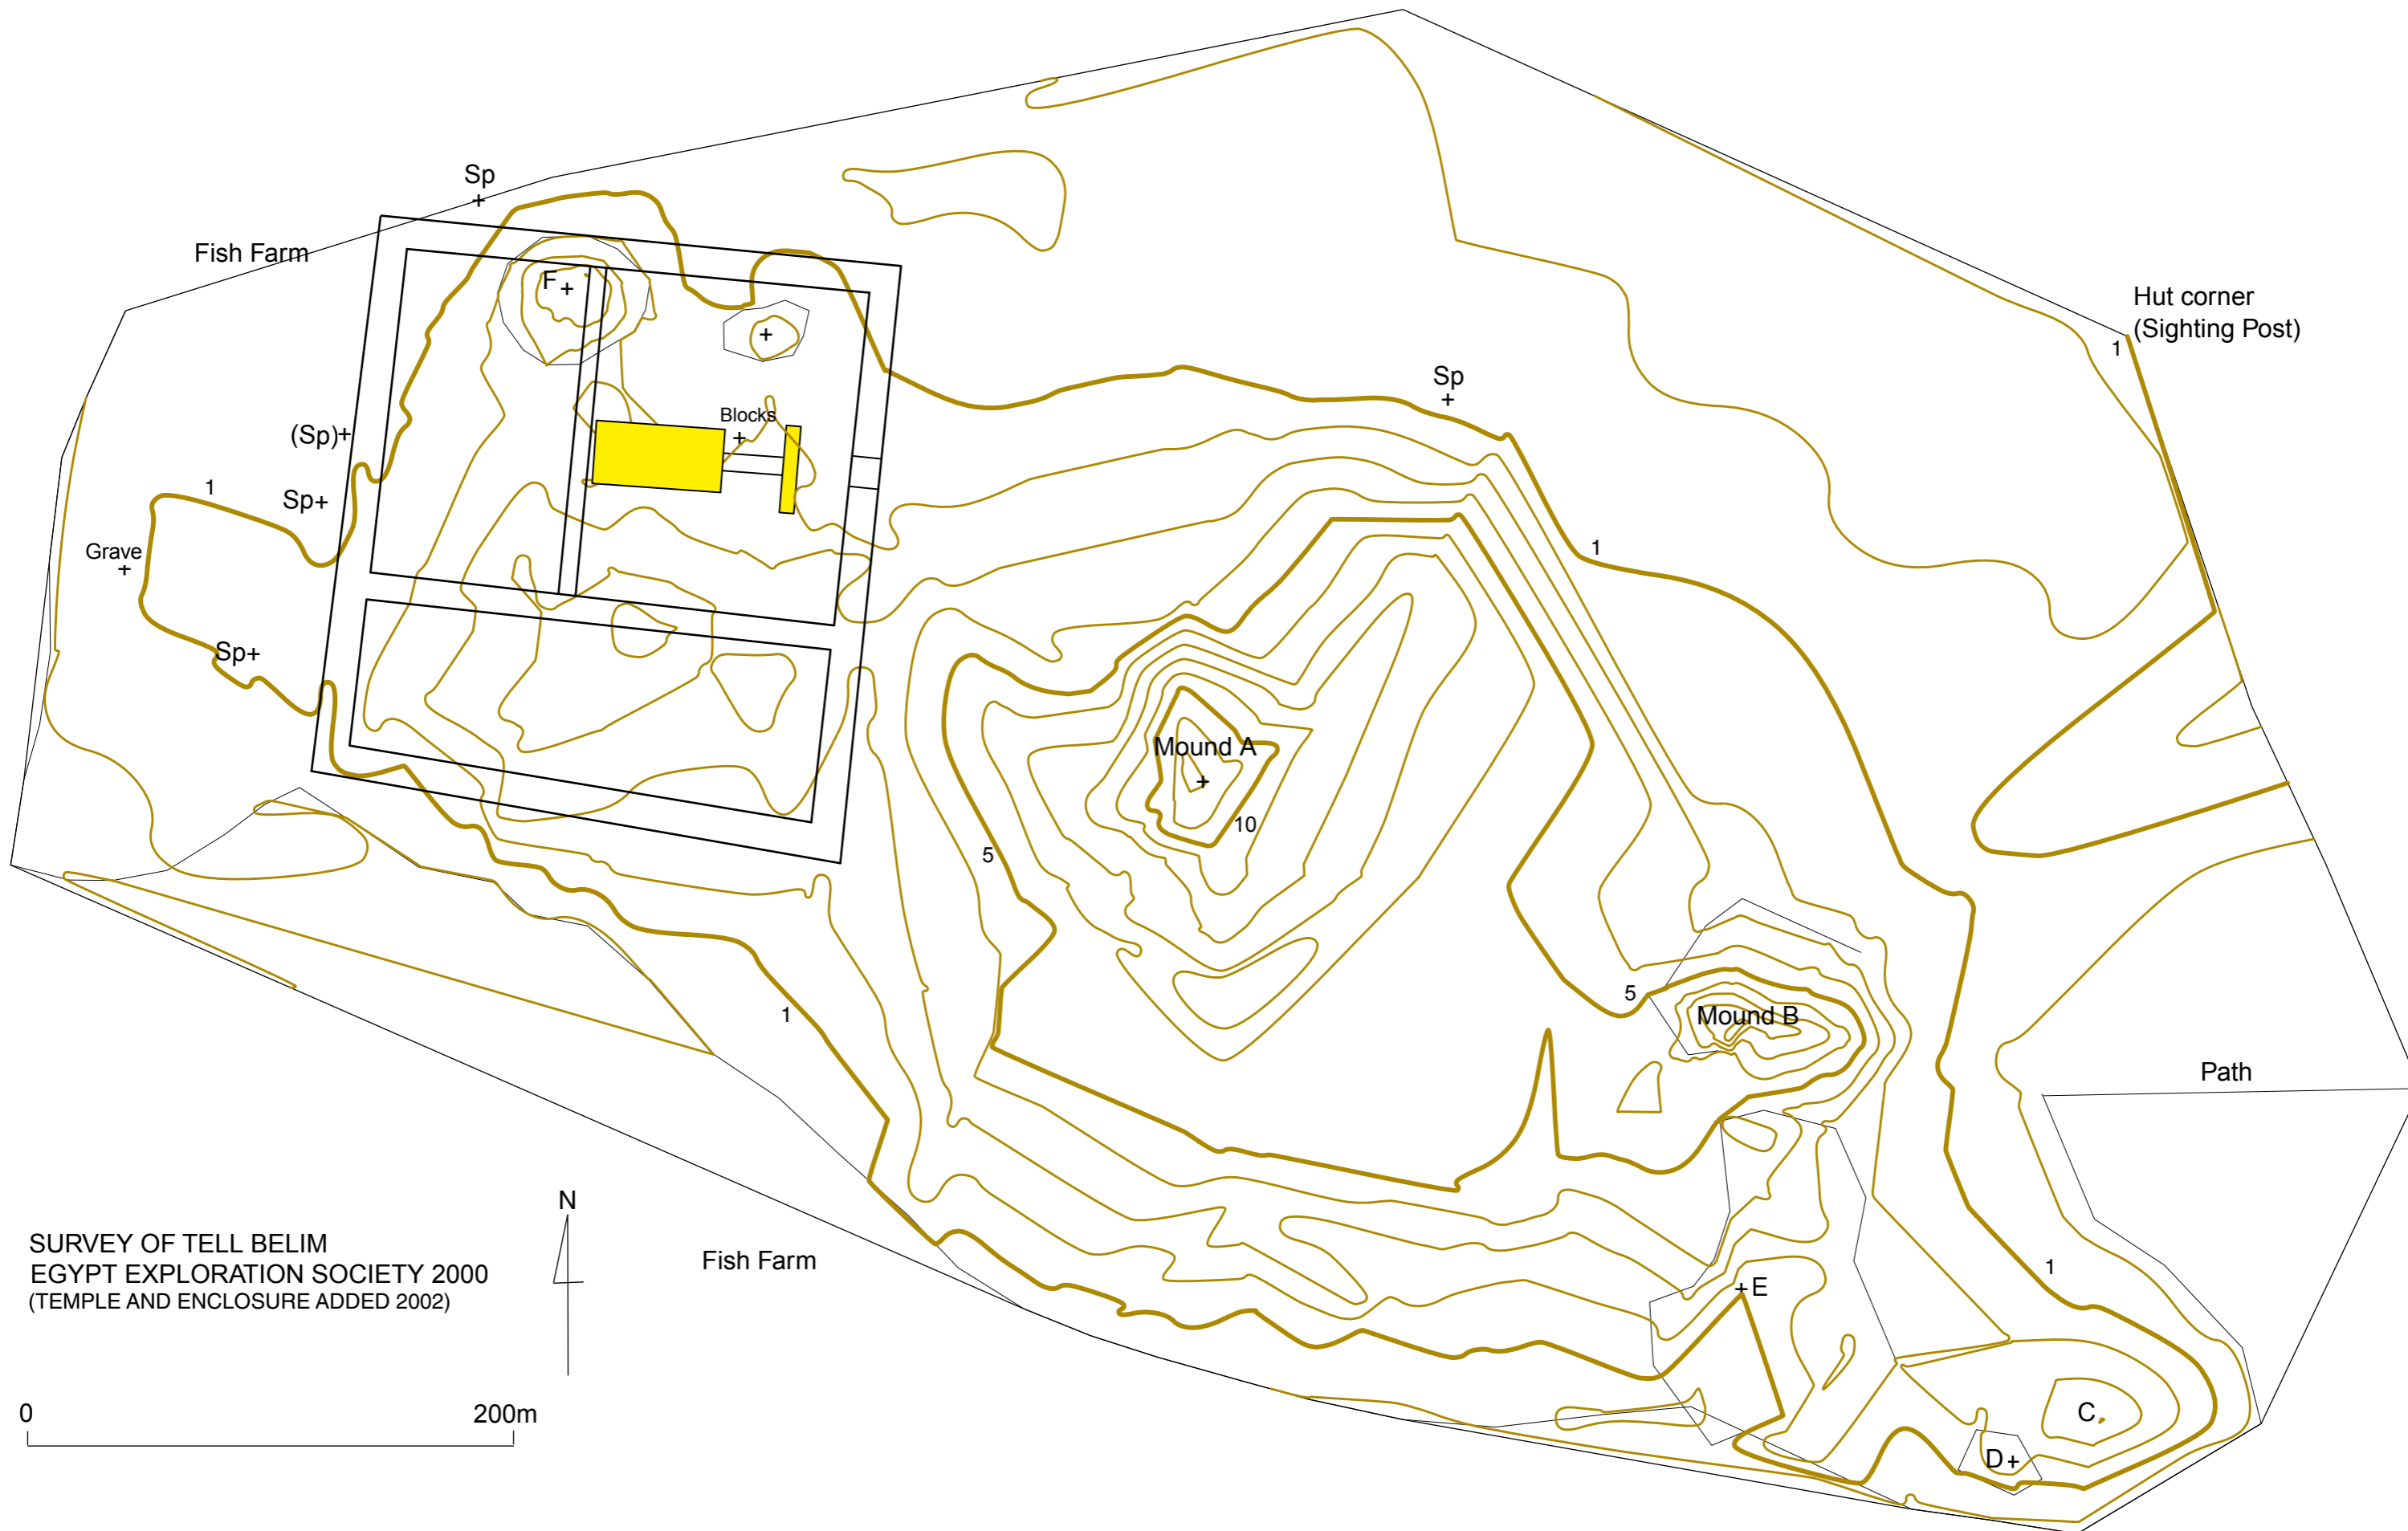 Sp
Fish Farm
F
Hut corner
(Sighting Post)
1
Sp
Blocks
(Sp)
1
Sp
1
Grave
Sp
Mound A
10
5
5
Mound B
1
Path
N
SURVEY OF TELL BELIM
EGYPT EXPLORATION SOCIETY 2000
(TEMPLE AND ENCLOSURE ADDED 2002)
Fish Farm
1
E
0
200m
C
D